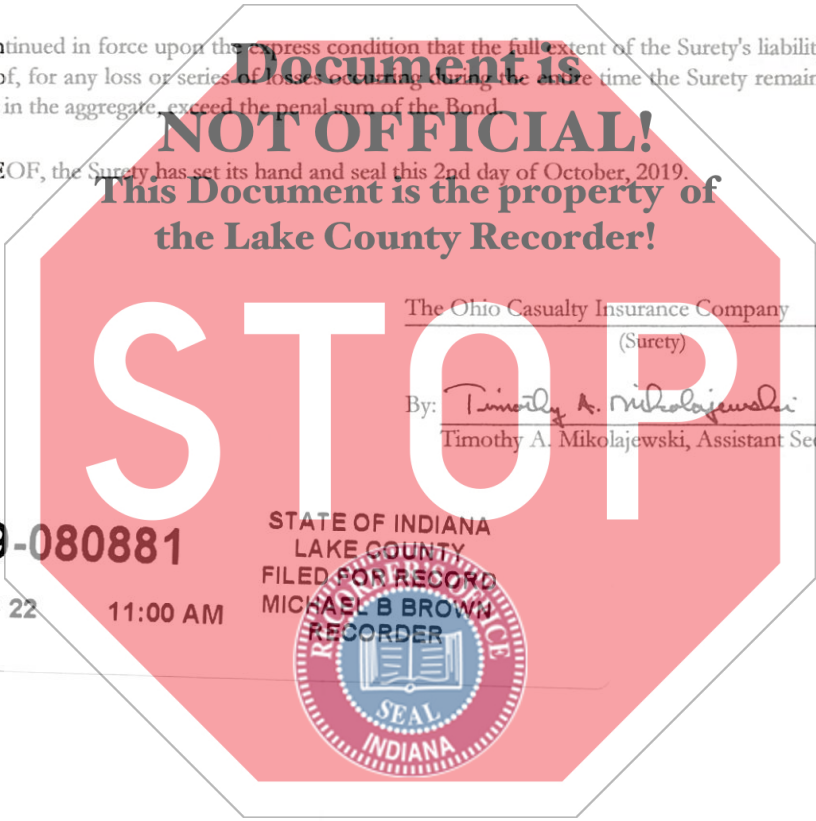 tinued in force upon the express condition that the full extent of the Surety's liabilit
of, for any loss or series of losses occurring during the entire time the Surety remain
in the aggregate, exceed the penal sum of the Bond.
EOF, the Surety has set its hand and seal this 2nd day of October, 2019.
Document is
NOT OFFICIAL!
This Document is the property of
the Lake County Recorder!
STOP
The Ohio Casualty Insurance Company
(Surety)
By: Timothy A. Mikolajewski
Timothy A. Mikolajewski, Assistant Sec
9-080881
22 11:00 AM
STATE OF INDIANA
LAKE COUNTY
FILED FOR RECORD
MICHAEL B BROWN
RECORDER
RECORDER'S OFFICE
SEAL
INDIANA